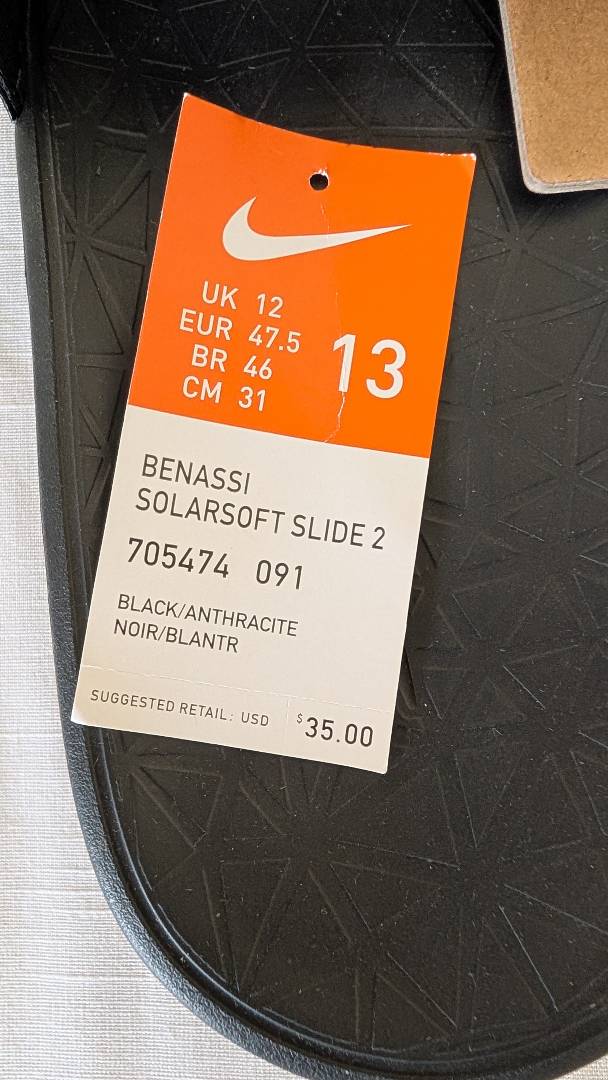 UK 12
EUR 47.5
BR 46
CM 31
13
BENASSI
SOLARSOFT SLIDE 2
705474 091
BLACK/ANTHRACITE
NOIR/BLANTR
SUGGESTED RETAIL: USD $35.00